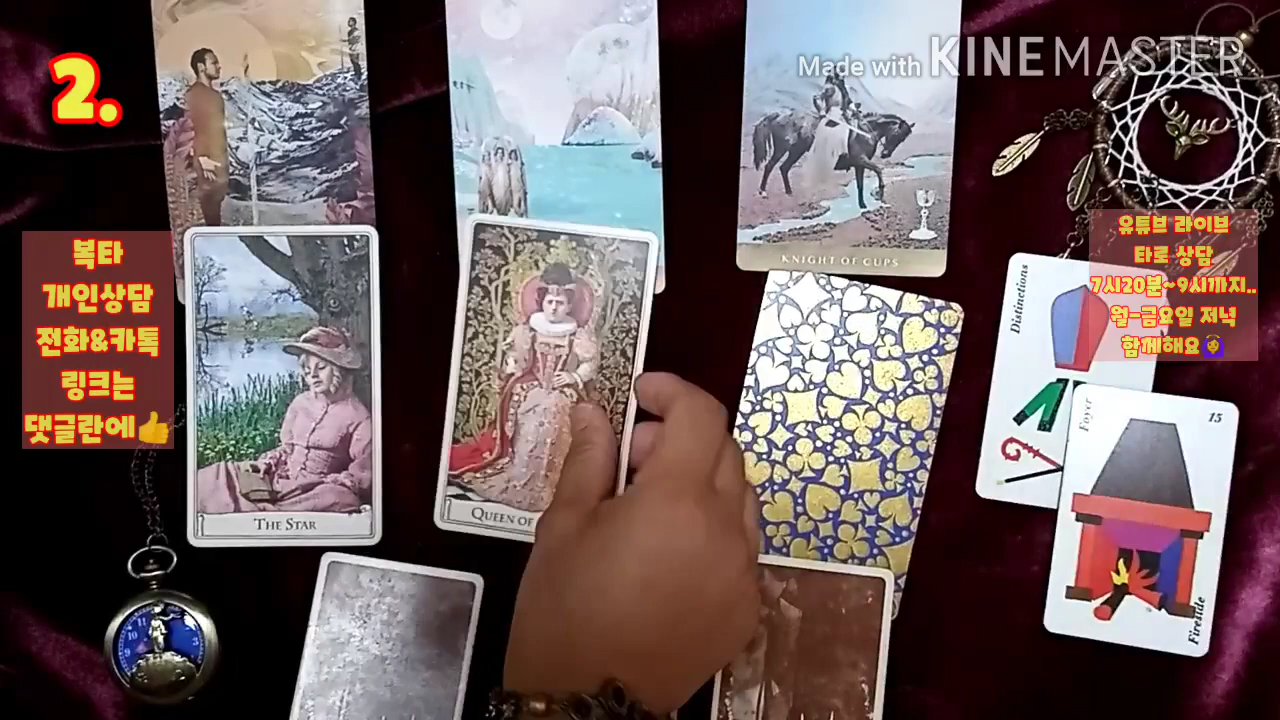 2.
Made with KINEMASTER
복타
개인상담
전화&카톡
링크는
댓글란에👍
유튜브 라이브
타로 상담
7시20분~9시까지..
월-금요일 저녁
함께해요🙆‍♀️
KNIGHT OF CUPS
THE STAR
QUEEN OF
Distinctions
Foyer
15
Fireside